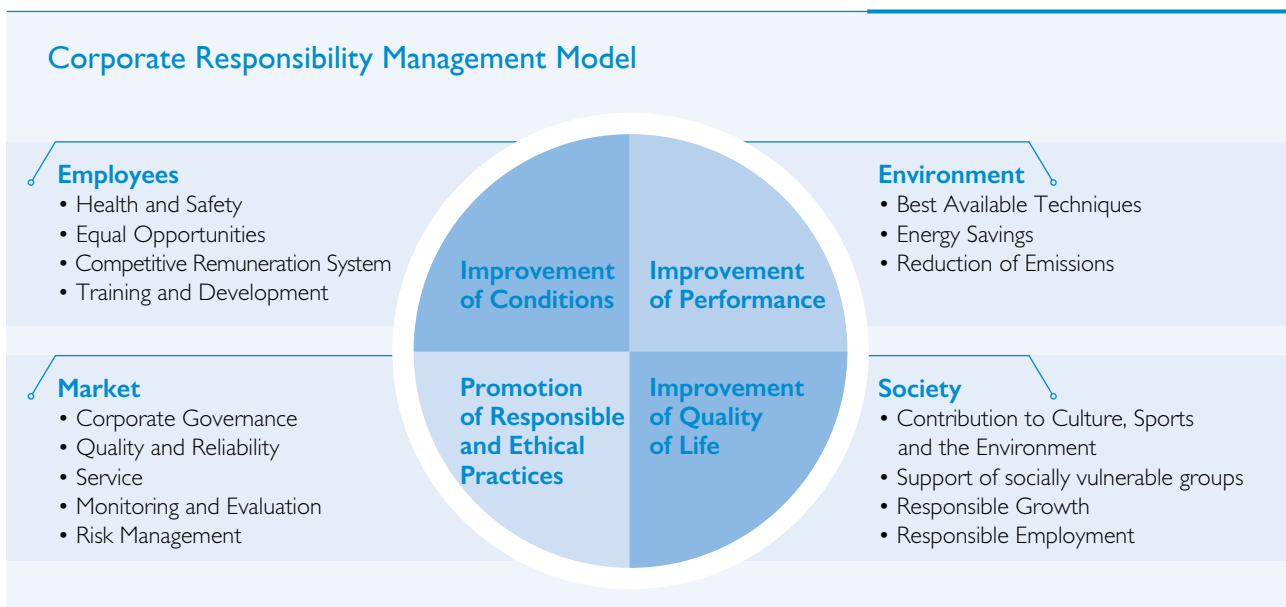 Corporate Responsibility Management Model
Employees
• Health and Safety
• Equal Opportunities
• Competitive Remuneration System
• Training and Development
Improvement
of Conditions
Improvement
of Performance
Environment
• Best Available Techniques
• Energy Savings
• Reduction of Emissions
Market
• Corporate Governance
• Quality and Reliability
• Service
• Monitoring and Evaluation
• Risk Management
Promotion
of Responsible
and Ethical
Practices
Improvement
of Quality
of Life
Society
• Contribution to Culture, Sports
and the Environment
• Support of socially vulnerable groups
• Responsible Growth
• Responsible Employment